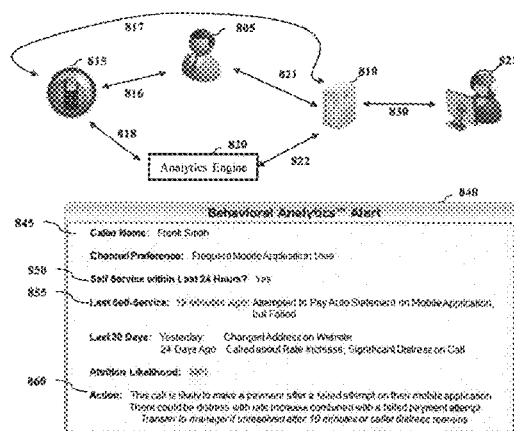 817
805
815
816
821
810
825
830
818
820
822
Analytics Engine
840
Behavioral Analytics™ Alert
845
Caller Name: Frank Smith
Channel Preference: Frequent Mobile Application User
850
Self Service within Last 24 Hours? Yes
855
Last Self-Service: Minutes Ago: Attempted to Pay Auto Statement on Mobile Application,
but Failed
Last 30 Days: Yesterday: Changed Address on Website
24 Days Ago: Called about Rate Increase; Significant Distress on Call
Attrition Likelihood:
860
Action: This call is likely to make a payment after a failed attempt on their mobile application
There could be distress with rate increase combined with a failed payment attempt
Transfer to manager if unresolved after 10 minutes or caller distress remains